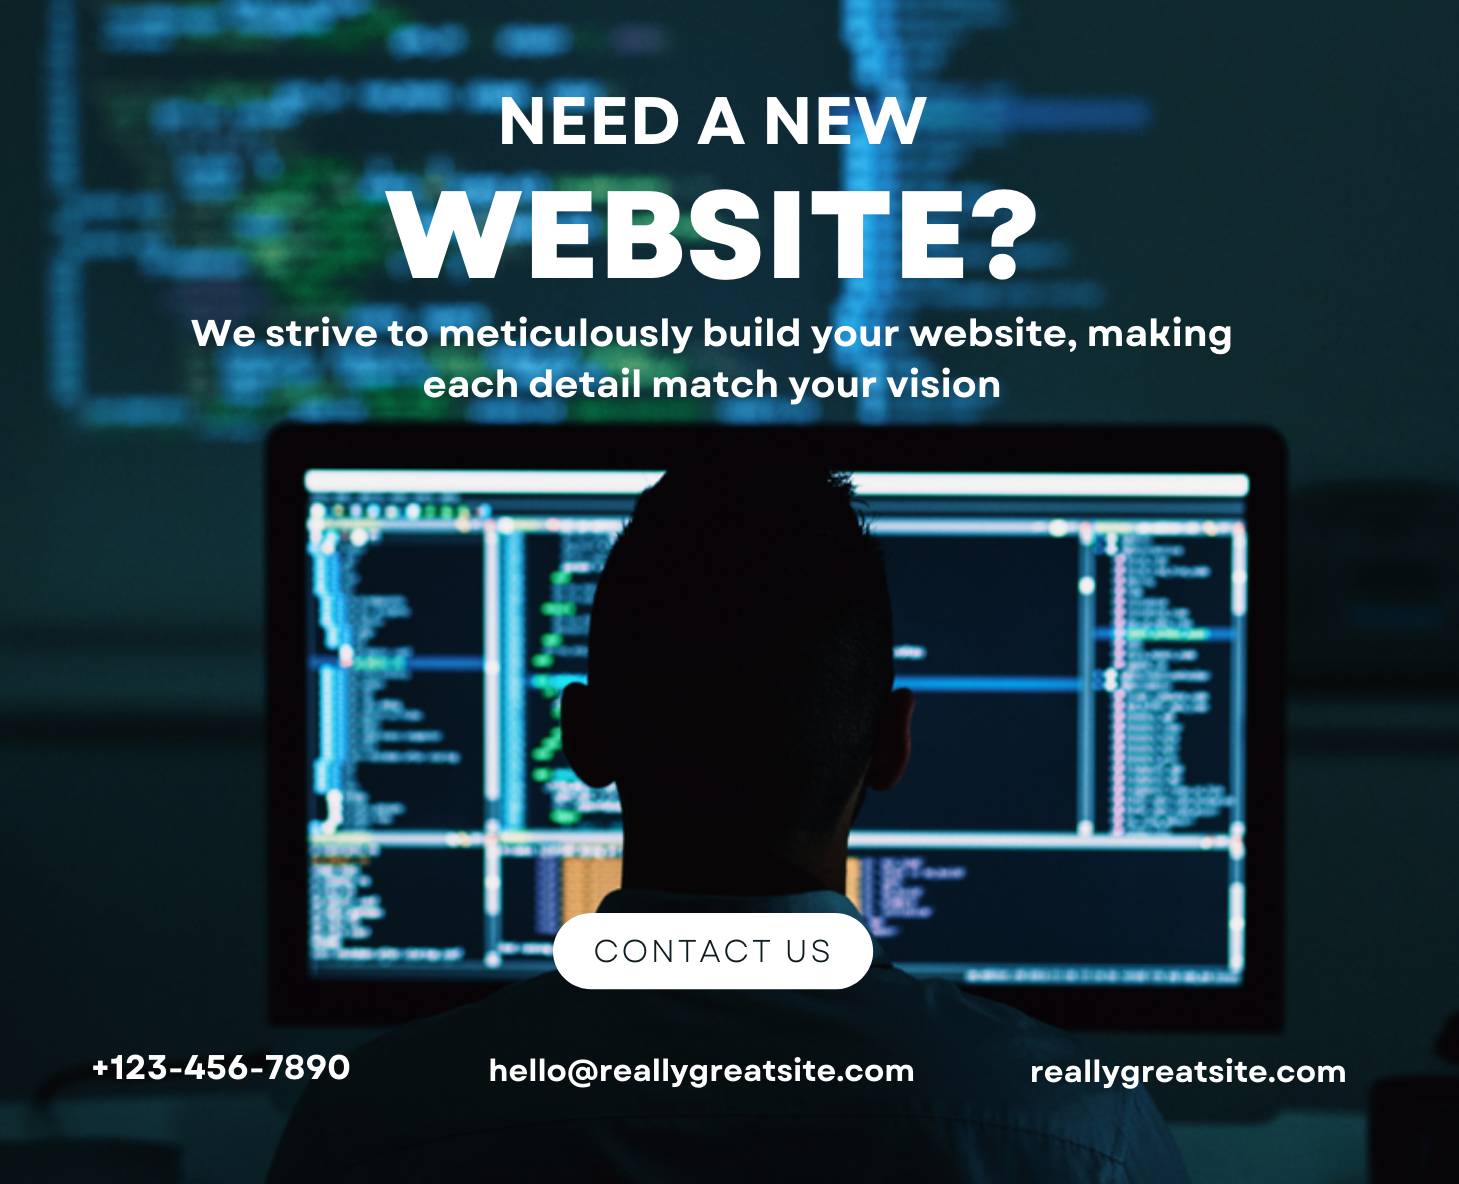 NEED A NEW
WEBSITE?
We strive to meticulously build your website, making
each detail match your vision
CONTACT US
+123-456-7890
hello@reallygreatsite.com
reallygreatsite.com